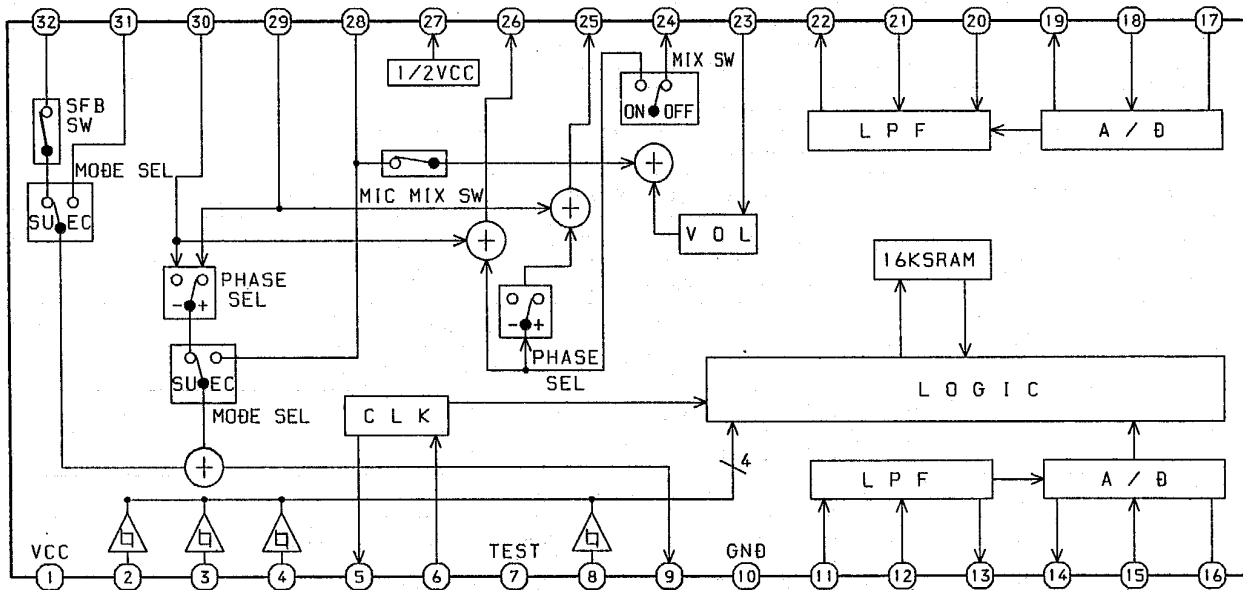 32 31 30 29 28 27 26 25 24 23 22 21 20 19 18 17
1/2VCC
MIX SW
SFB
SW
ON OFF
L P F
A / D
MODE SEL
MIC MIX SW
SU EC
V O L
16KSRAM
PHASE
SEL
- +
- +
PHASE
SEL
SU EC
MODE SEL
L O G I C
C L K
4
L P F
A / D
VCC
TEST
GND
1 2 3 4 5 6 7 8 9 10 11 12 13 14 15 16